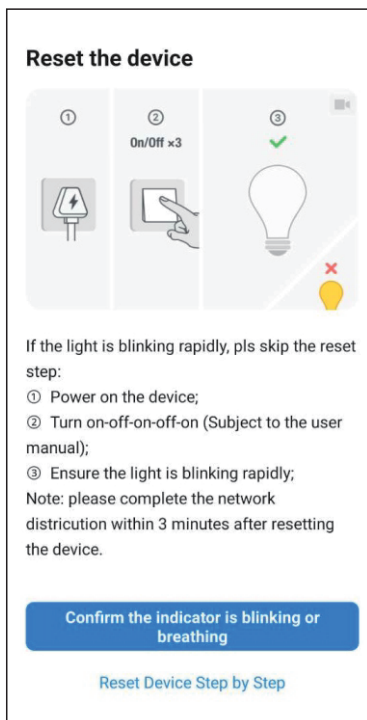 Reset the device
①
②
③
On/Off ×3
If the light is blinking rapidly, pls skip the reset
step:
① Power on the device;
② Turn on-off-on-off-on (Subject to the user
manual);
③ Ensure the light is blinking rapidly;
Note: please complete the network
districution within 3 minutes after resetting
the device.
Confirm the indicator is blinking or
breathing
Reset Device Step by Step